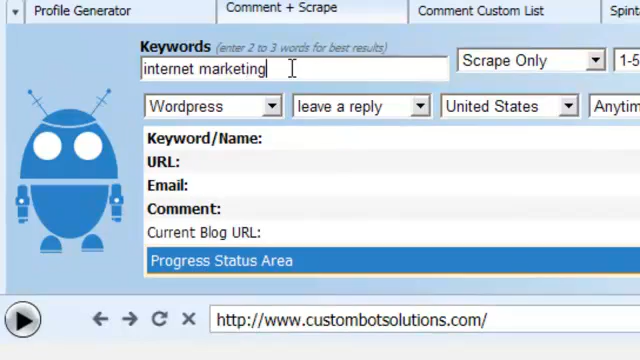 Profile Generator
Comment + Scrape
Comment Custom List
Keywords (enter 2 to 3 words for best results)
internet marketing
Scrape Only
1-5
Wordpress
leave a reply
United States
Keyword/Name:
URL:
Email:
Comment:
Current Blog URL:
Progress Status Area
http://www.custombotsolutions.com/